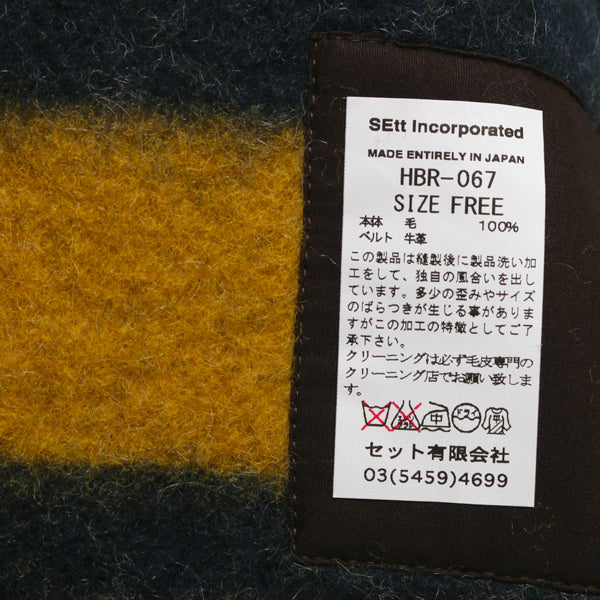 SEtt Incorporated
MADE ENTIRELY IN JAPAN
HBR-067
SIZE FREE
本体 毛 100%
ベルト 牛革
この製品は縫製後に製品洗い加
工をして、独自の風合いを出し
ています。多少の歪みやサイズ
のばらつきが生じる事がありま
すがこの加工の特徴としてご了
承下さい。
クリーニングは必ず毛皮専門の
クリーニング店でお願い致しま
す。
中 ドライ
セット有限会社
03(5459)4699